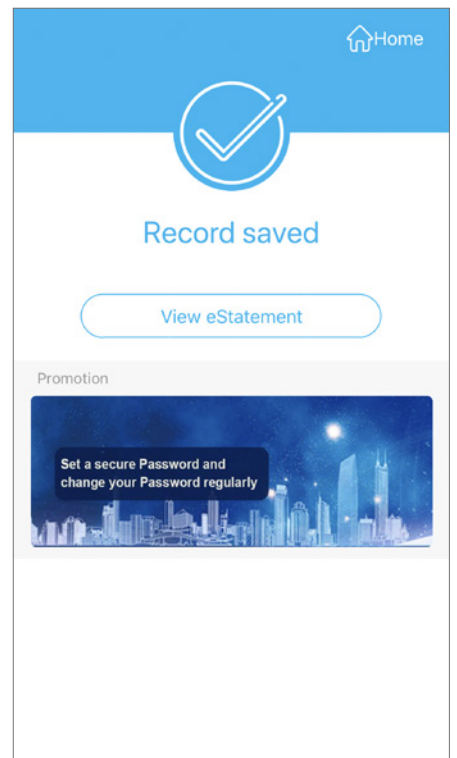 Home
Record saved
View eStatement
Promotion
Set a secure Password and
change your Password regularly